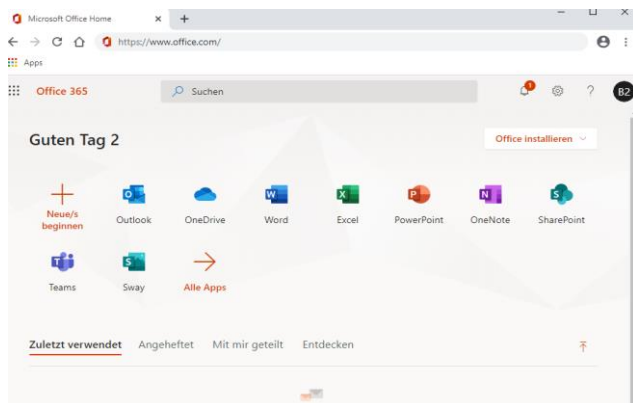 Microsoft Office Home
https://www.office.com/
Apps
Office 365
Suchen
1
?
B2
Guten Tag 2
Office installieren
Neue/s
beginnen
Outlook
OneDrive
Word
Excel
PowerPoint
OneNote
SharePoint
Teams
Sway
Alle Apps
Zuletzt verwendet Angeheftet Mit mir geteilt Entdecken